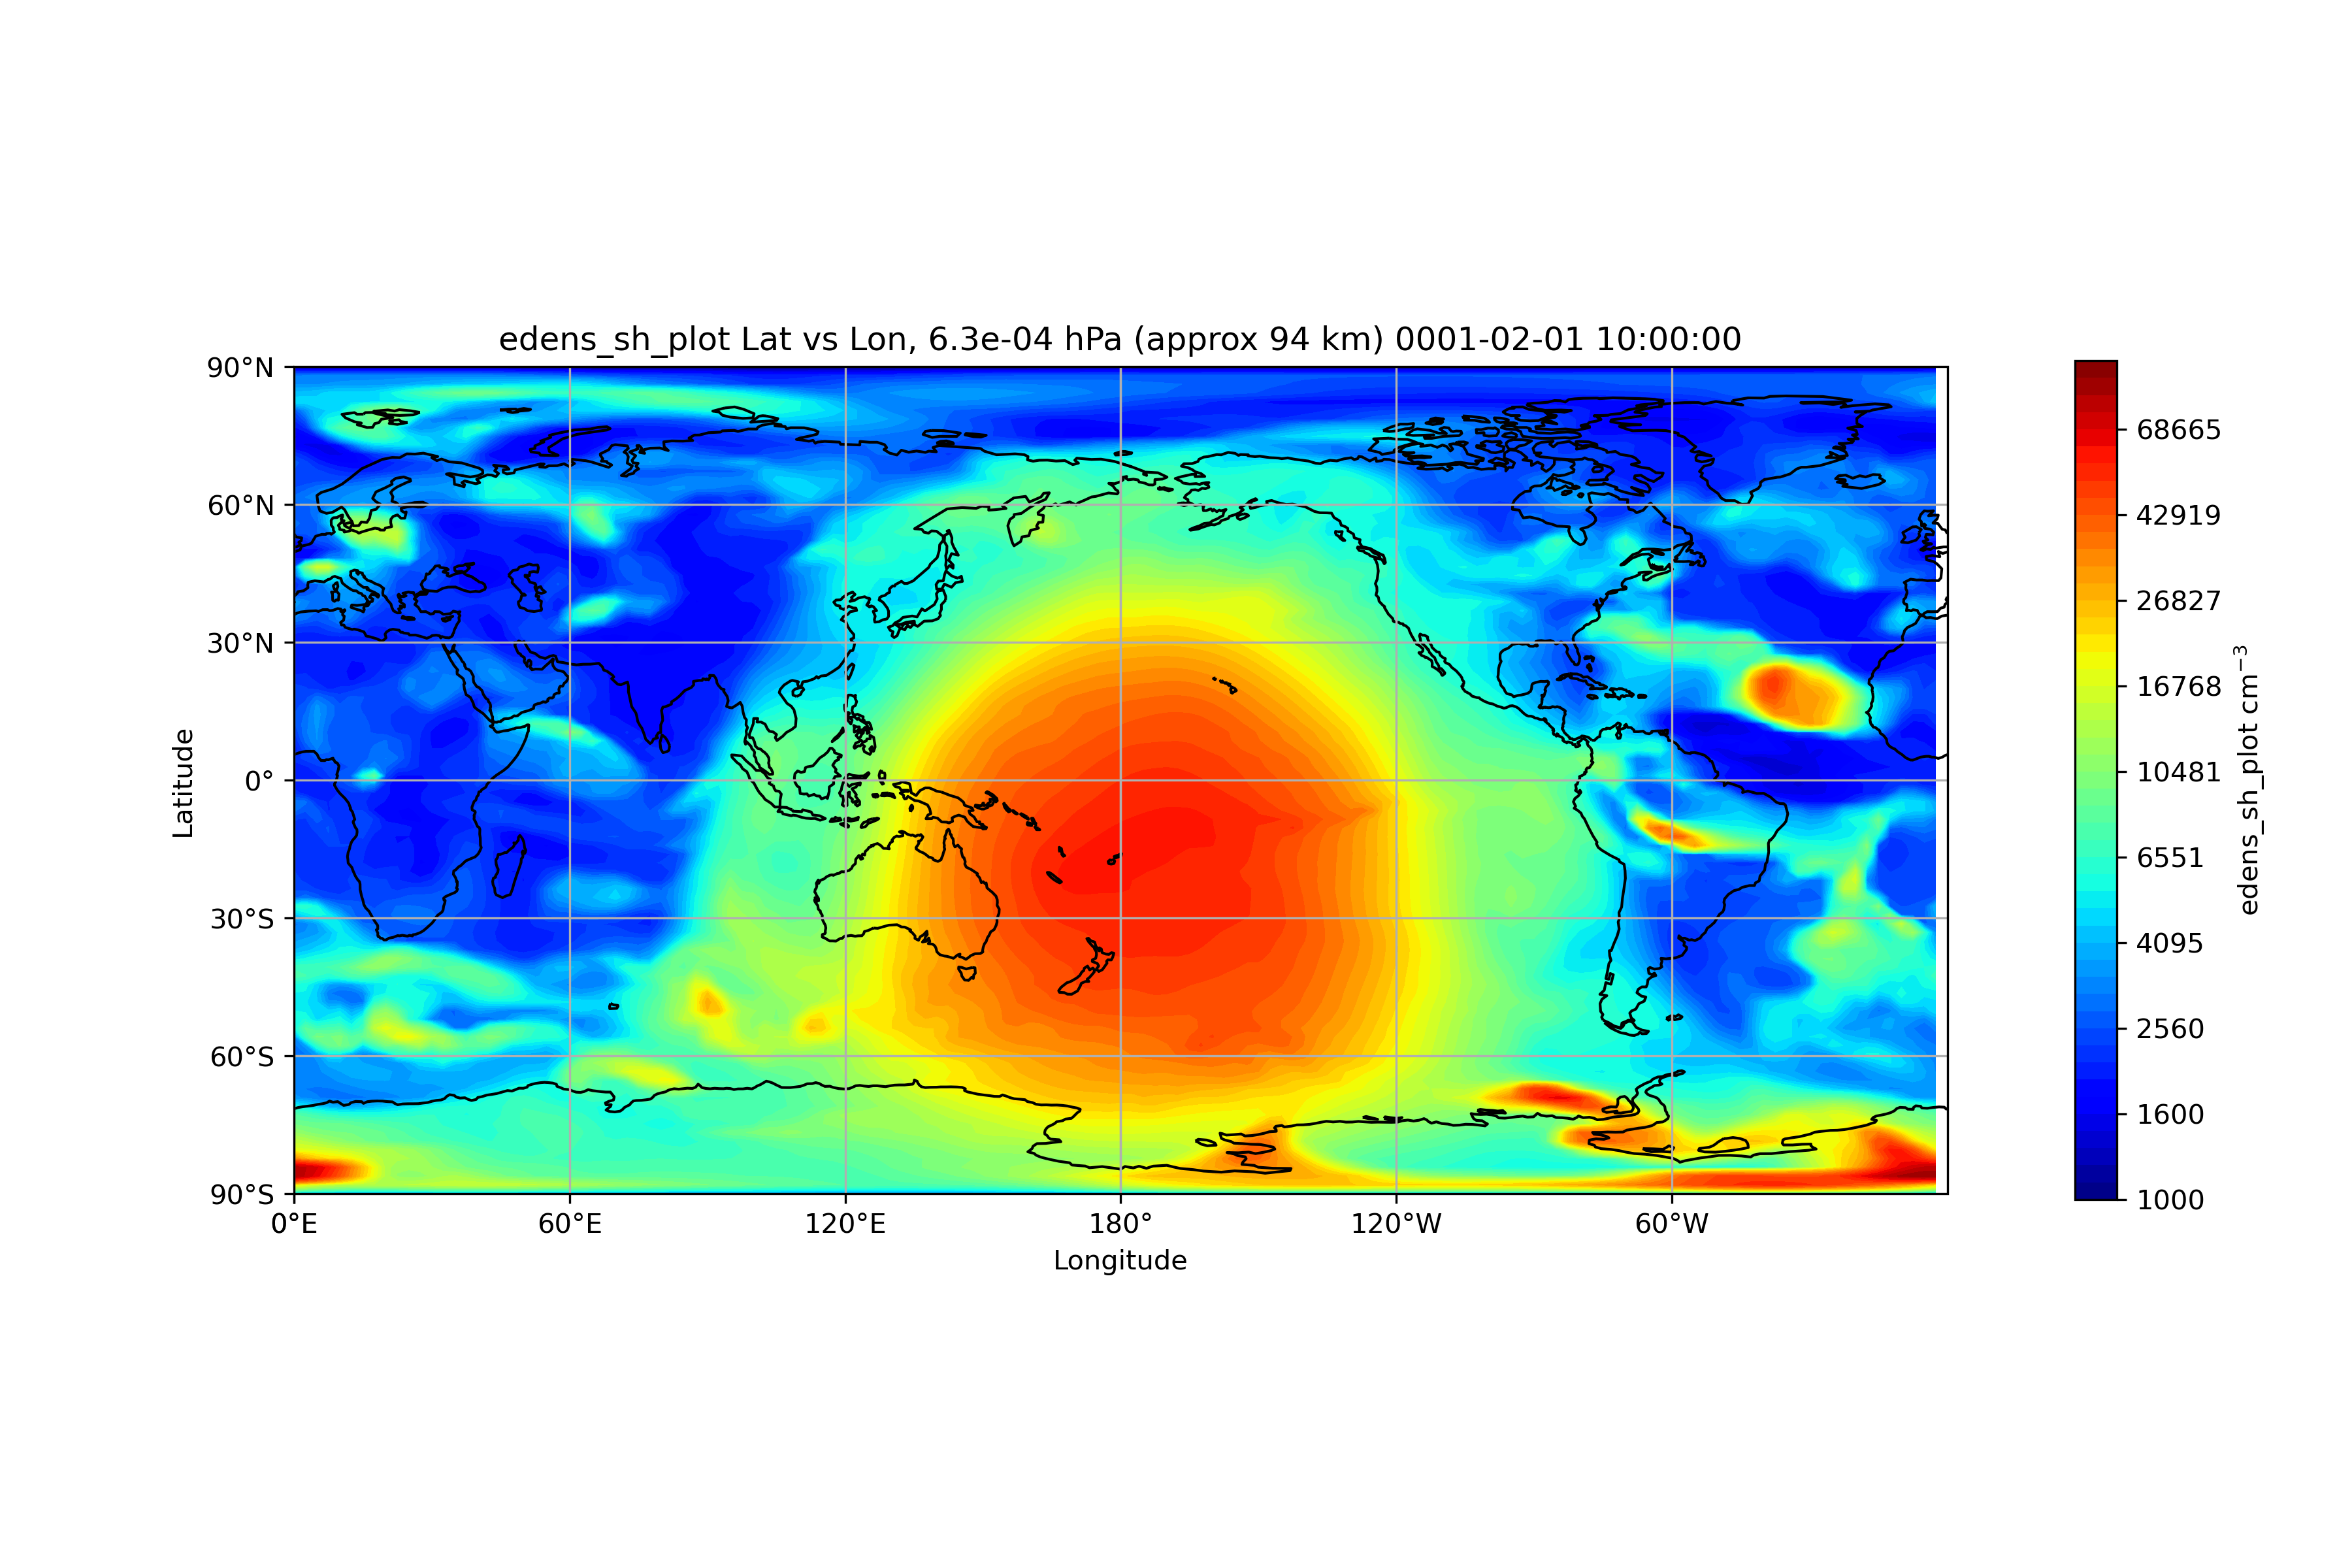 edens_sh_plot Lat vs Lon, 6.3e-04 hPa (approx 94 km) 0001-02-01 10:00:00
90°N
60°N
30°N
0°
30°S
60°S
90°S
Latitude
0°E
60°E
120°E
180°
120°W
60°W
Longitude
68665
42919
26827
16768
10481
6551
4095
2560
1600
1000
edens_sh_plot cm⁻³